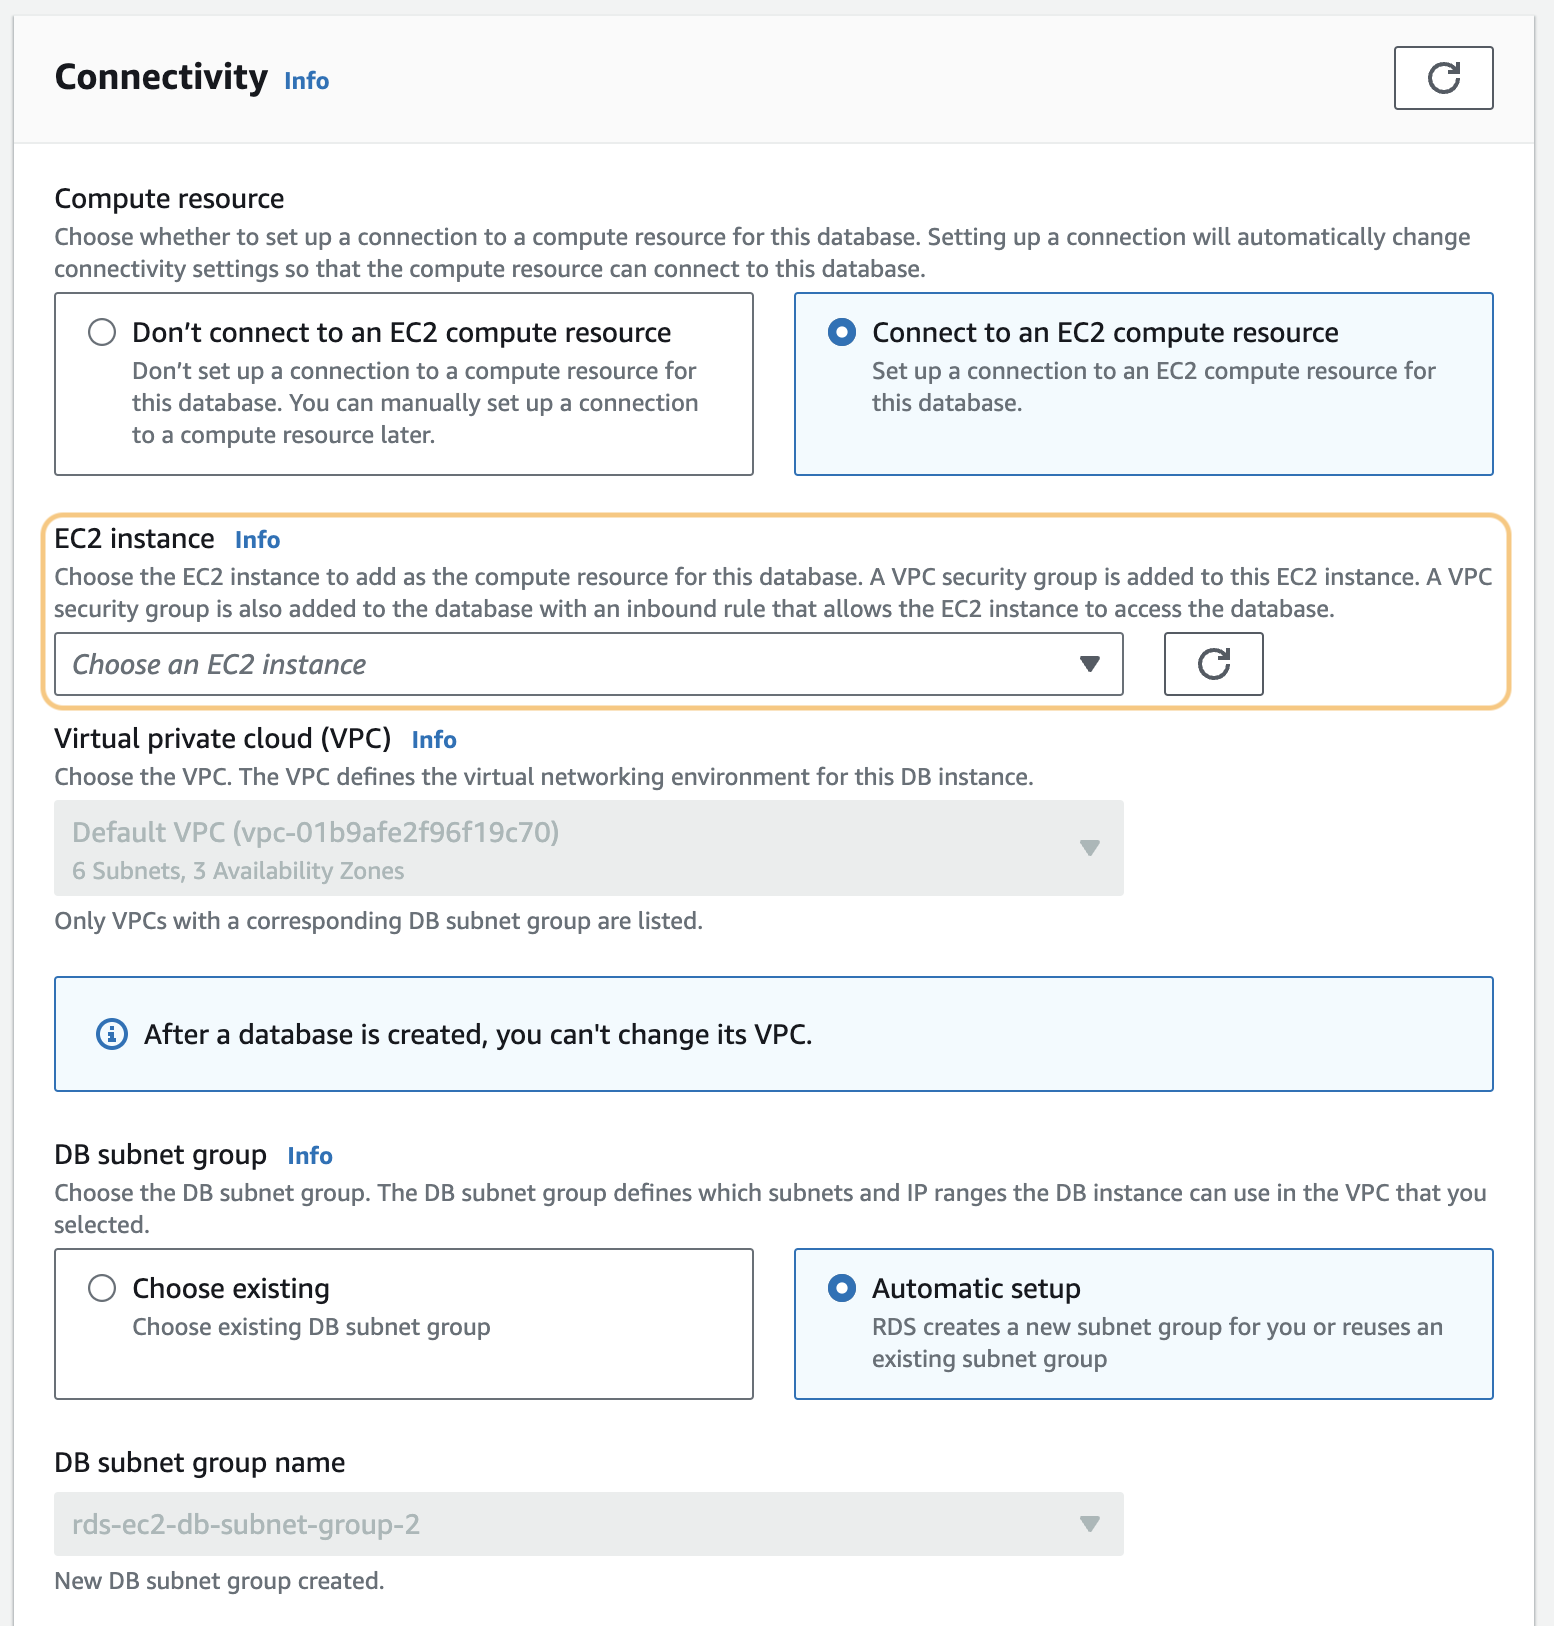 Connectivity Info
Compute resource
Choose whether to set up a connection to a compute resource for this database. Setting up a connection will automatically change
connectivity settings so that the compute resource can connect to this database.
Don’t connect to an EC2 compute resource
Don’t set up a connection to a compute resource for
this database. You can manually set up a connection
to a compute resource later.
Connect to an EC2 compute resource
Set up a connection to an EC2 compute resource for
this database.
EC2 instance Info
Choose the EC2 instance to add as the compute resource for this database. A VPC security group is added to this EC2 instance. A VPC
security group is also added to the database with an inbound rule that allows the EC2 instance to access the database.
Choose an EC2 instance
Virtual private cloud (VPC) Info
Choose the VPC. The VPC defines the virtual networking environment for this DB instance.
Default VPC (vpc-01b9afe2f96f19c70)
6 Subnets, 3 Availability Zones
Only VPCs with a corresponding DB subnet group are listed.
After a database is created, you can't change its VPC.
DB subnet group Info
Choose the DB subnet group. The DB subnet group defines which subnets and IP ranges the DB instance can use in the VPC that you
selected.
Choose existing
Choose existing DB subnet group
Automatic setup
RDS creates a new subnet group for you or reuses an
existing subnet group
DB subnet group name
rds-ec2-db-subnet-group-2
New DB subnet group created.